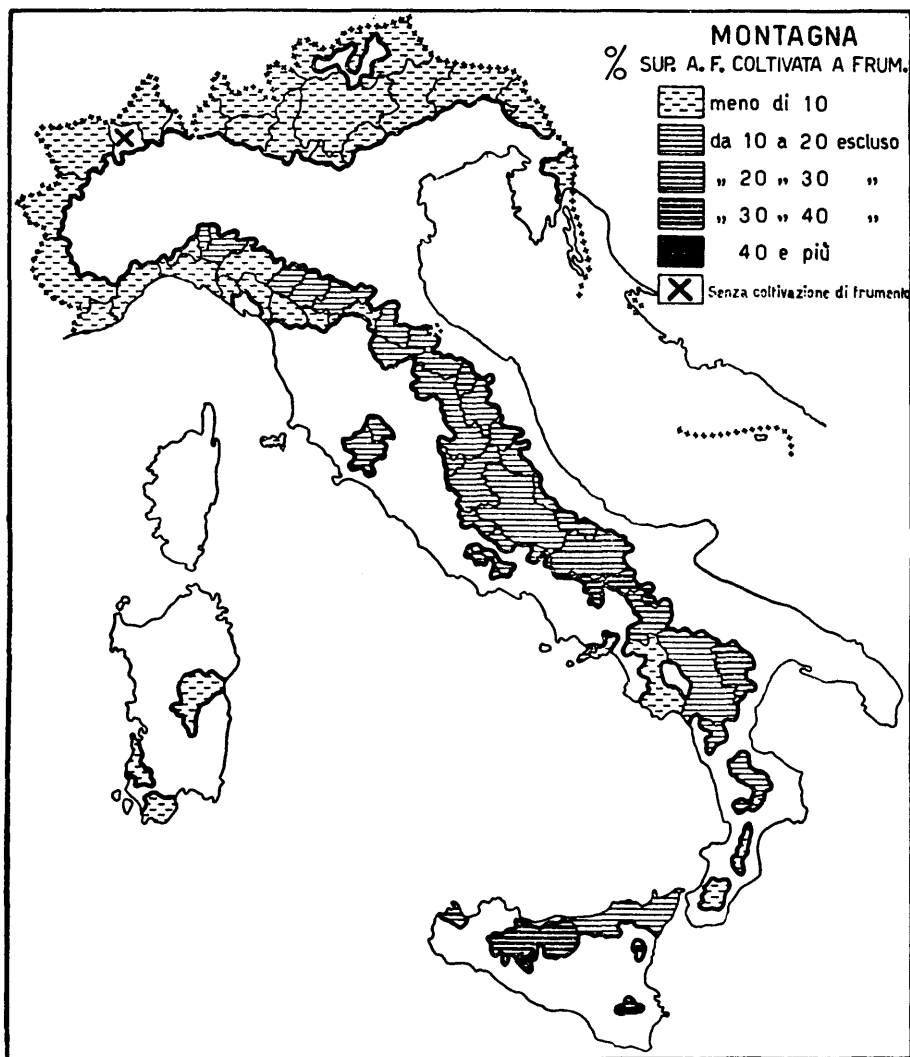 MONTAGNA
% SUP. A. F. COLTIVATA A FRUM.
meno di 10
da 10 a 20 escluso
„ 20 „ 30 „
„ 30 „ 40 „
40 e più
Senza coltivazione di frumento